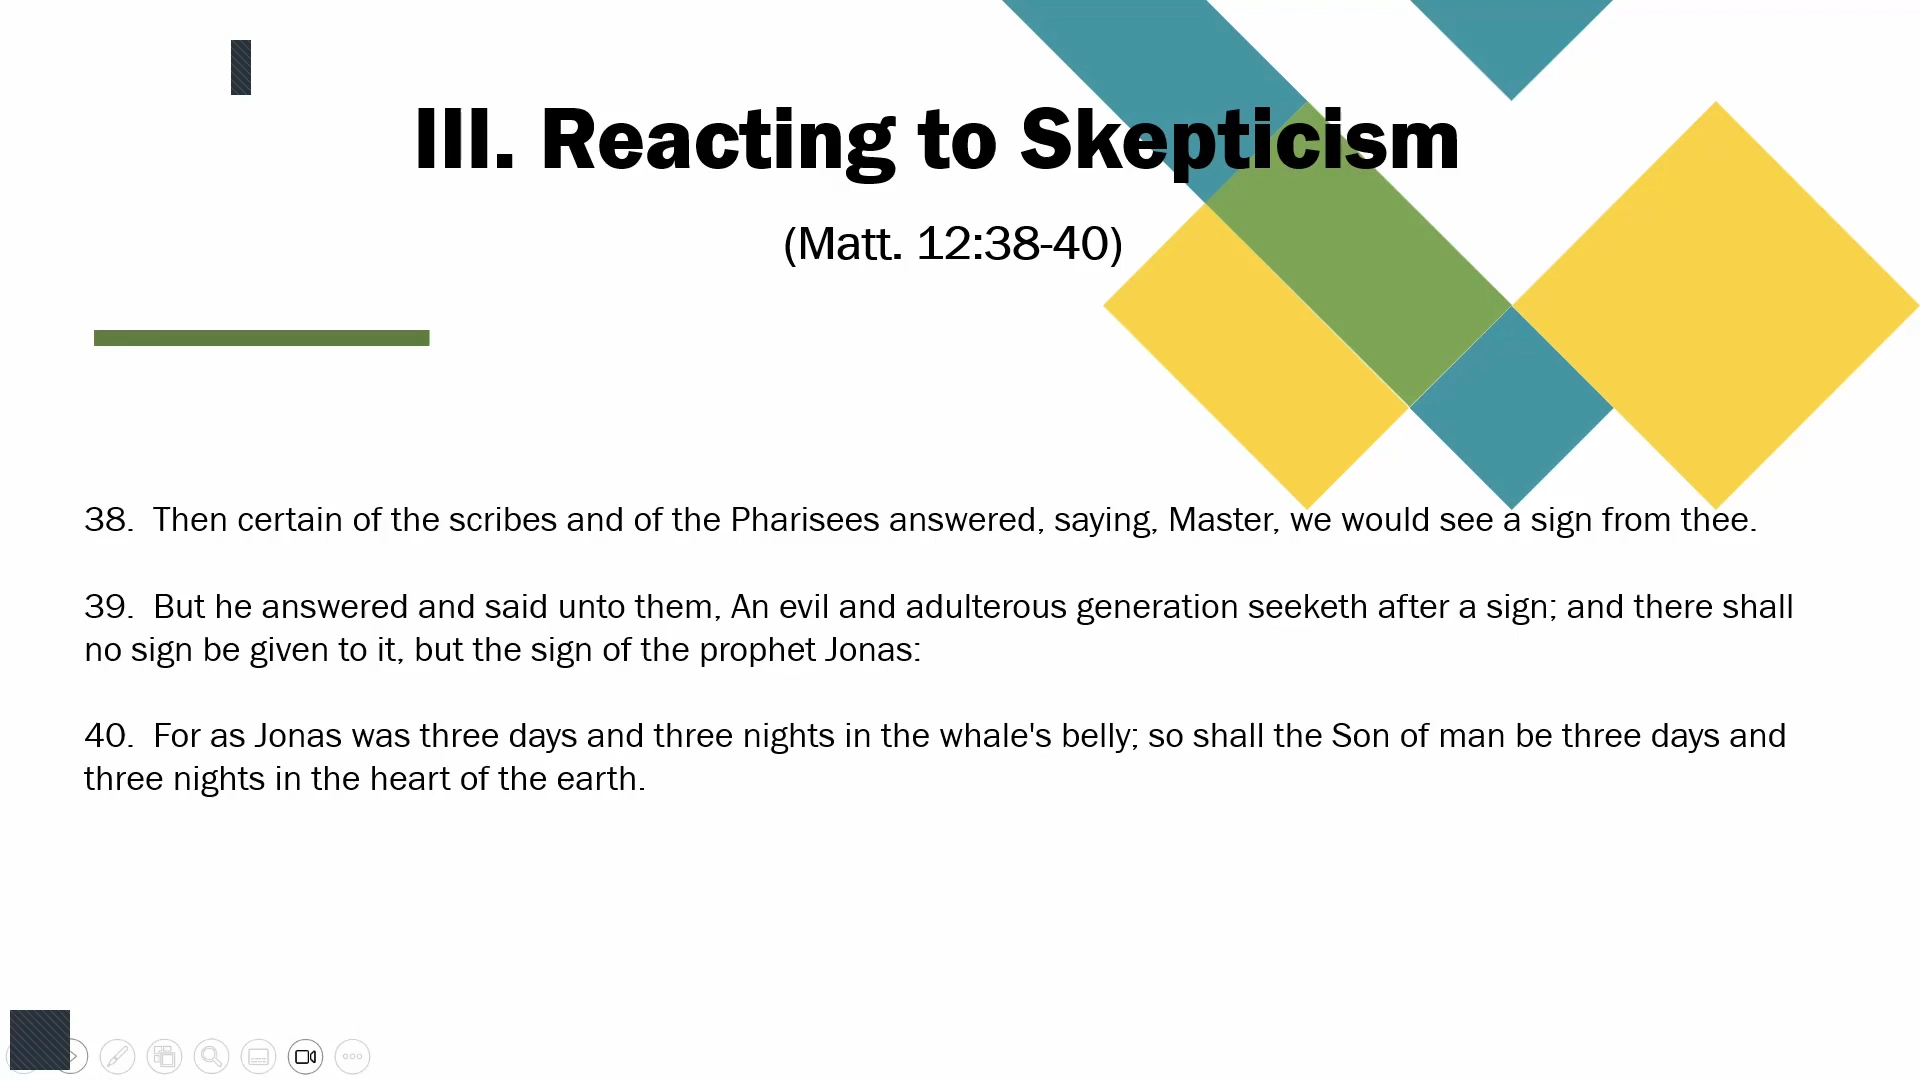 III. Reacting to Skepticism
(Matt. 12:38-40)
38.  Then certain of the scribes and of the Pharisees answered, saying, Master, we would see a sign from thee.
39.  But he answered and said unto them, An evil and adulterous generation seeketh after a sign; and there shall
no sign be given to it, but the sign of the prophet Jonas:
40.  For as Jonas was three days and three nights in the whale's belly; so shall the Son of man be three days and
three nights in the heart of the earth.